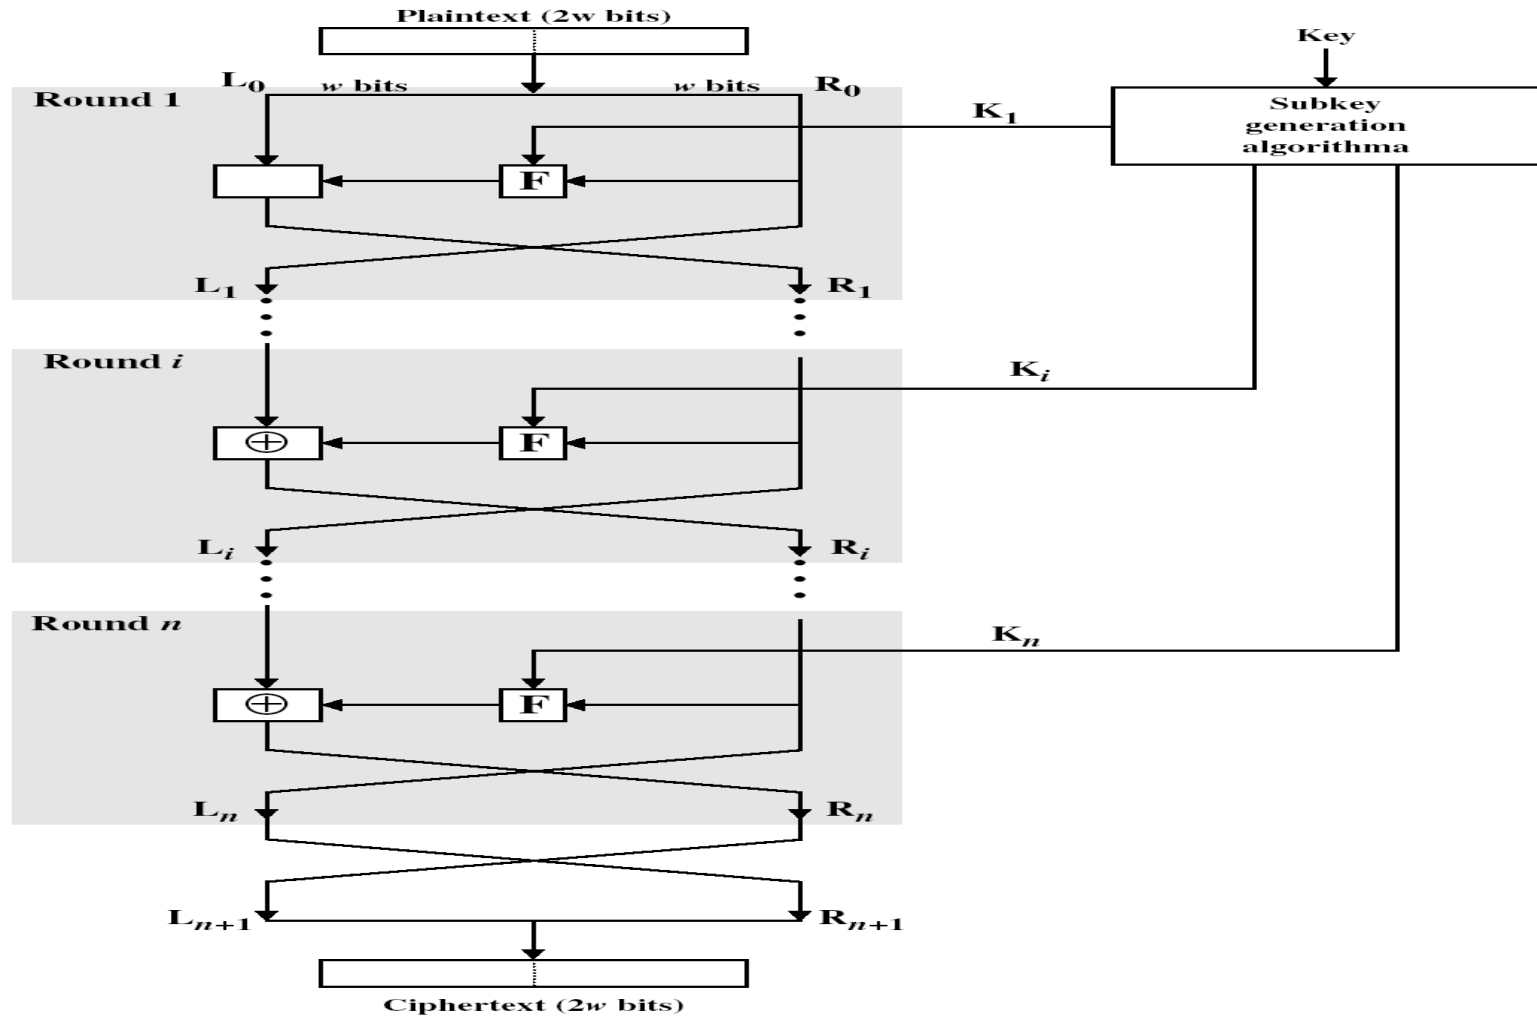 Plaintext (2w bits)
Key
L0 w bits w bits R0
Round 1
K1
Subkey
generation
algorithma
F
L1 R1
Round i
Ki
⊕ F
Li Ri
Round n
Kn
⊕ F
Ln Rn
Ln+1 Rn+1
Ciphertext (2w bits)